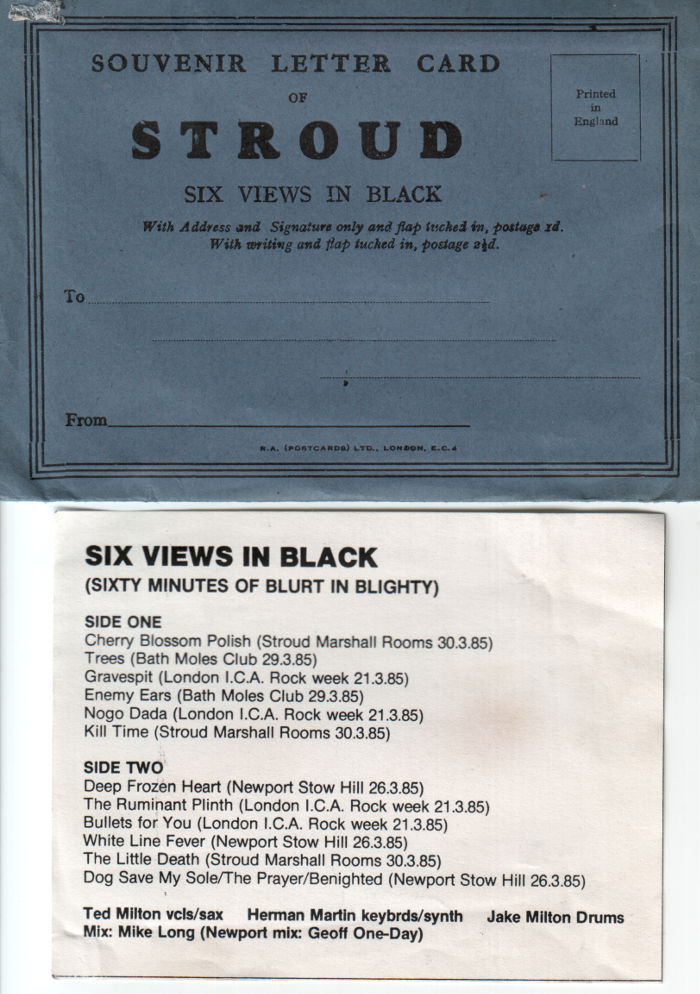 SOUVENIR LETTER CARD
OF
STROUD
SIX VIEWS IN BLACK
Printed
in
England
With Address and Signature only and flap tucked in, postage 1d.
With writing and flap tucked in, postage 2½d.
To
From
R.A. (POSTCARDS) LTD., LONDON, E.C.4
SIX VIEWS IN BLACK
(SIXTY MINUTES OF BLURT IN BLIGHTY)
SIDE ONE
Cherry Blossom Polish (Stroud Marshall Rooms 30.3.85)
Trees (Bath Moles Club 29.3.85)
Gravespit (London I.C.A. Rock week 21.3.85)
Enemy Ears (Bath Moles Club 29.3.85)
Nogo Dada (London I.C.A. Rock week 21.3.85)
Kill Time (Stroud Marshall Rooms 30.3.85)
SIDE TWO
Deep Frozen Heart (Newport Stow Hill 26.3.85)
The Ruminant Plinth (London I.C.A. Rock week 21.3.85)
Bullets for You (London I.C.A. Rock week 21.3.85)
White Line Fever (Newport Stow Hill 26.3.85)
The Little Death (Stroud Marshall Rooms 30.3.85)
Dog Save My Sole/The Prayer/Benighted (Newport Stow Hill 26.3.85)
Ted Milton vcls/sax Herman Martin keybrds/synth Jake Milton Drums
Mix: Mike Long (Newport mix: Geoff One-Day)